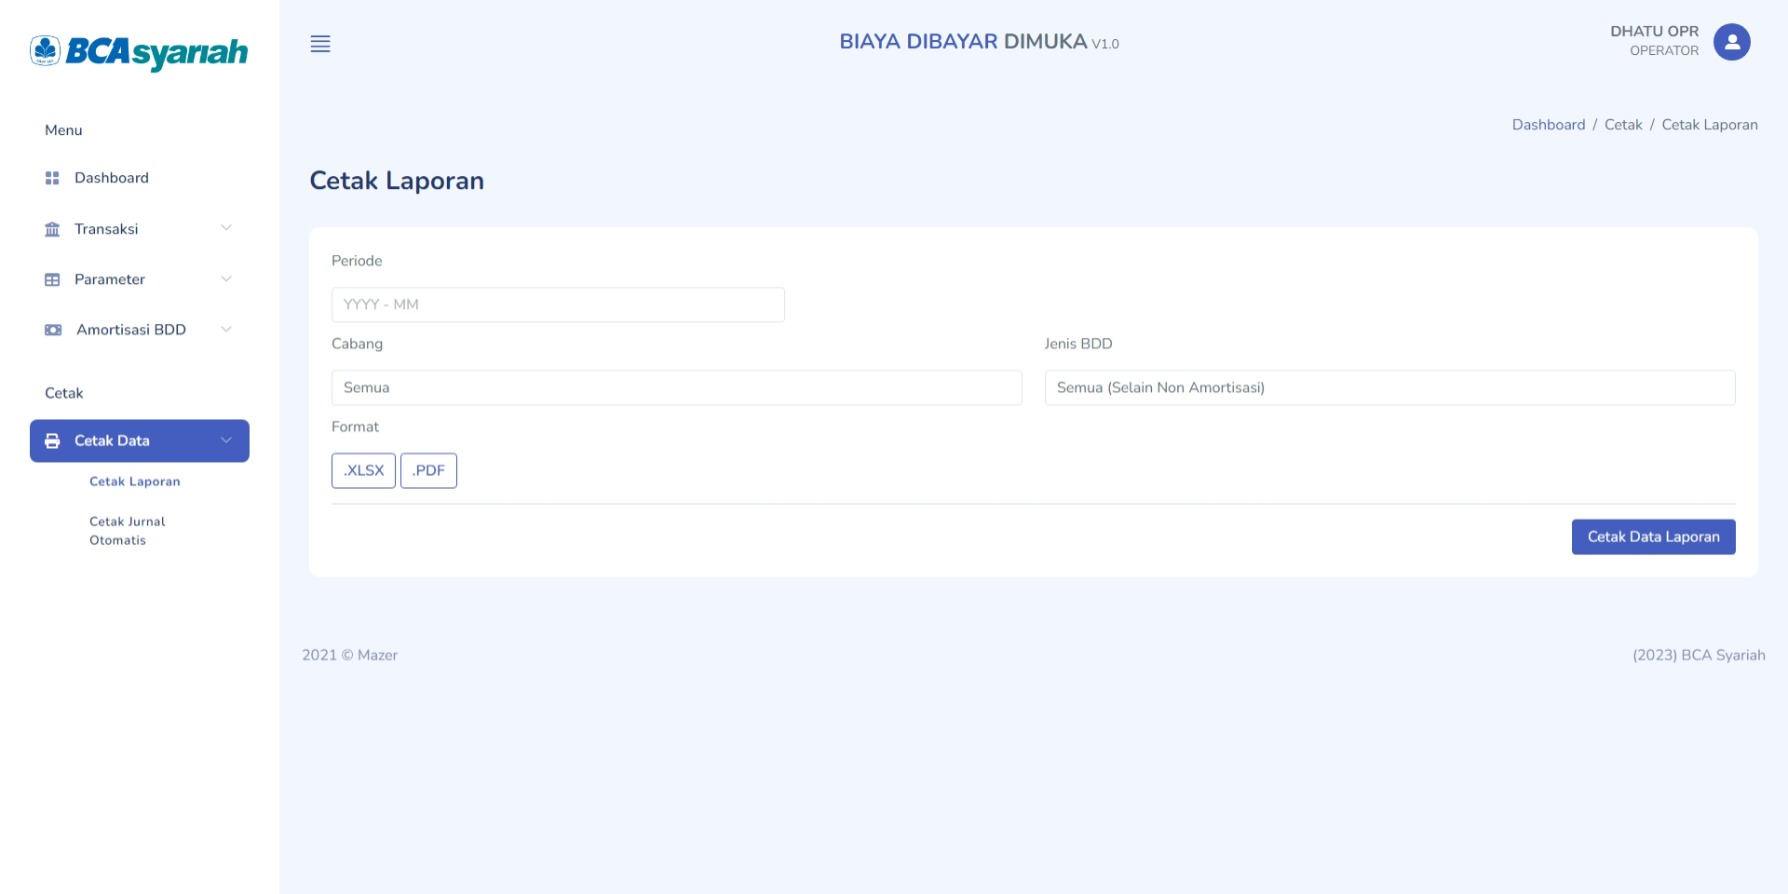 BCAsyariah
BIAYA DIBAYAR DIMUKA V1.0
DHATU OPR
OPERATOR
Menu
Dashboard
Transaksi
Parameter
Amortisasi BDD
Cetak
Cetak Data
Cetak Laporan
Cetak Jurnal
Otomatis
Dashboard / Cetak / Cetak Laporan
Cetak Laporan
Periode
YYYY - MM
Cabang
Semua
Jenis BDD
Semua (Selain Non Amortisasi)
Format
.XLSX
.PDF
Cetak Data Laporan
2021 © Mazer
(2023) BCA Syariah